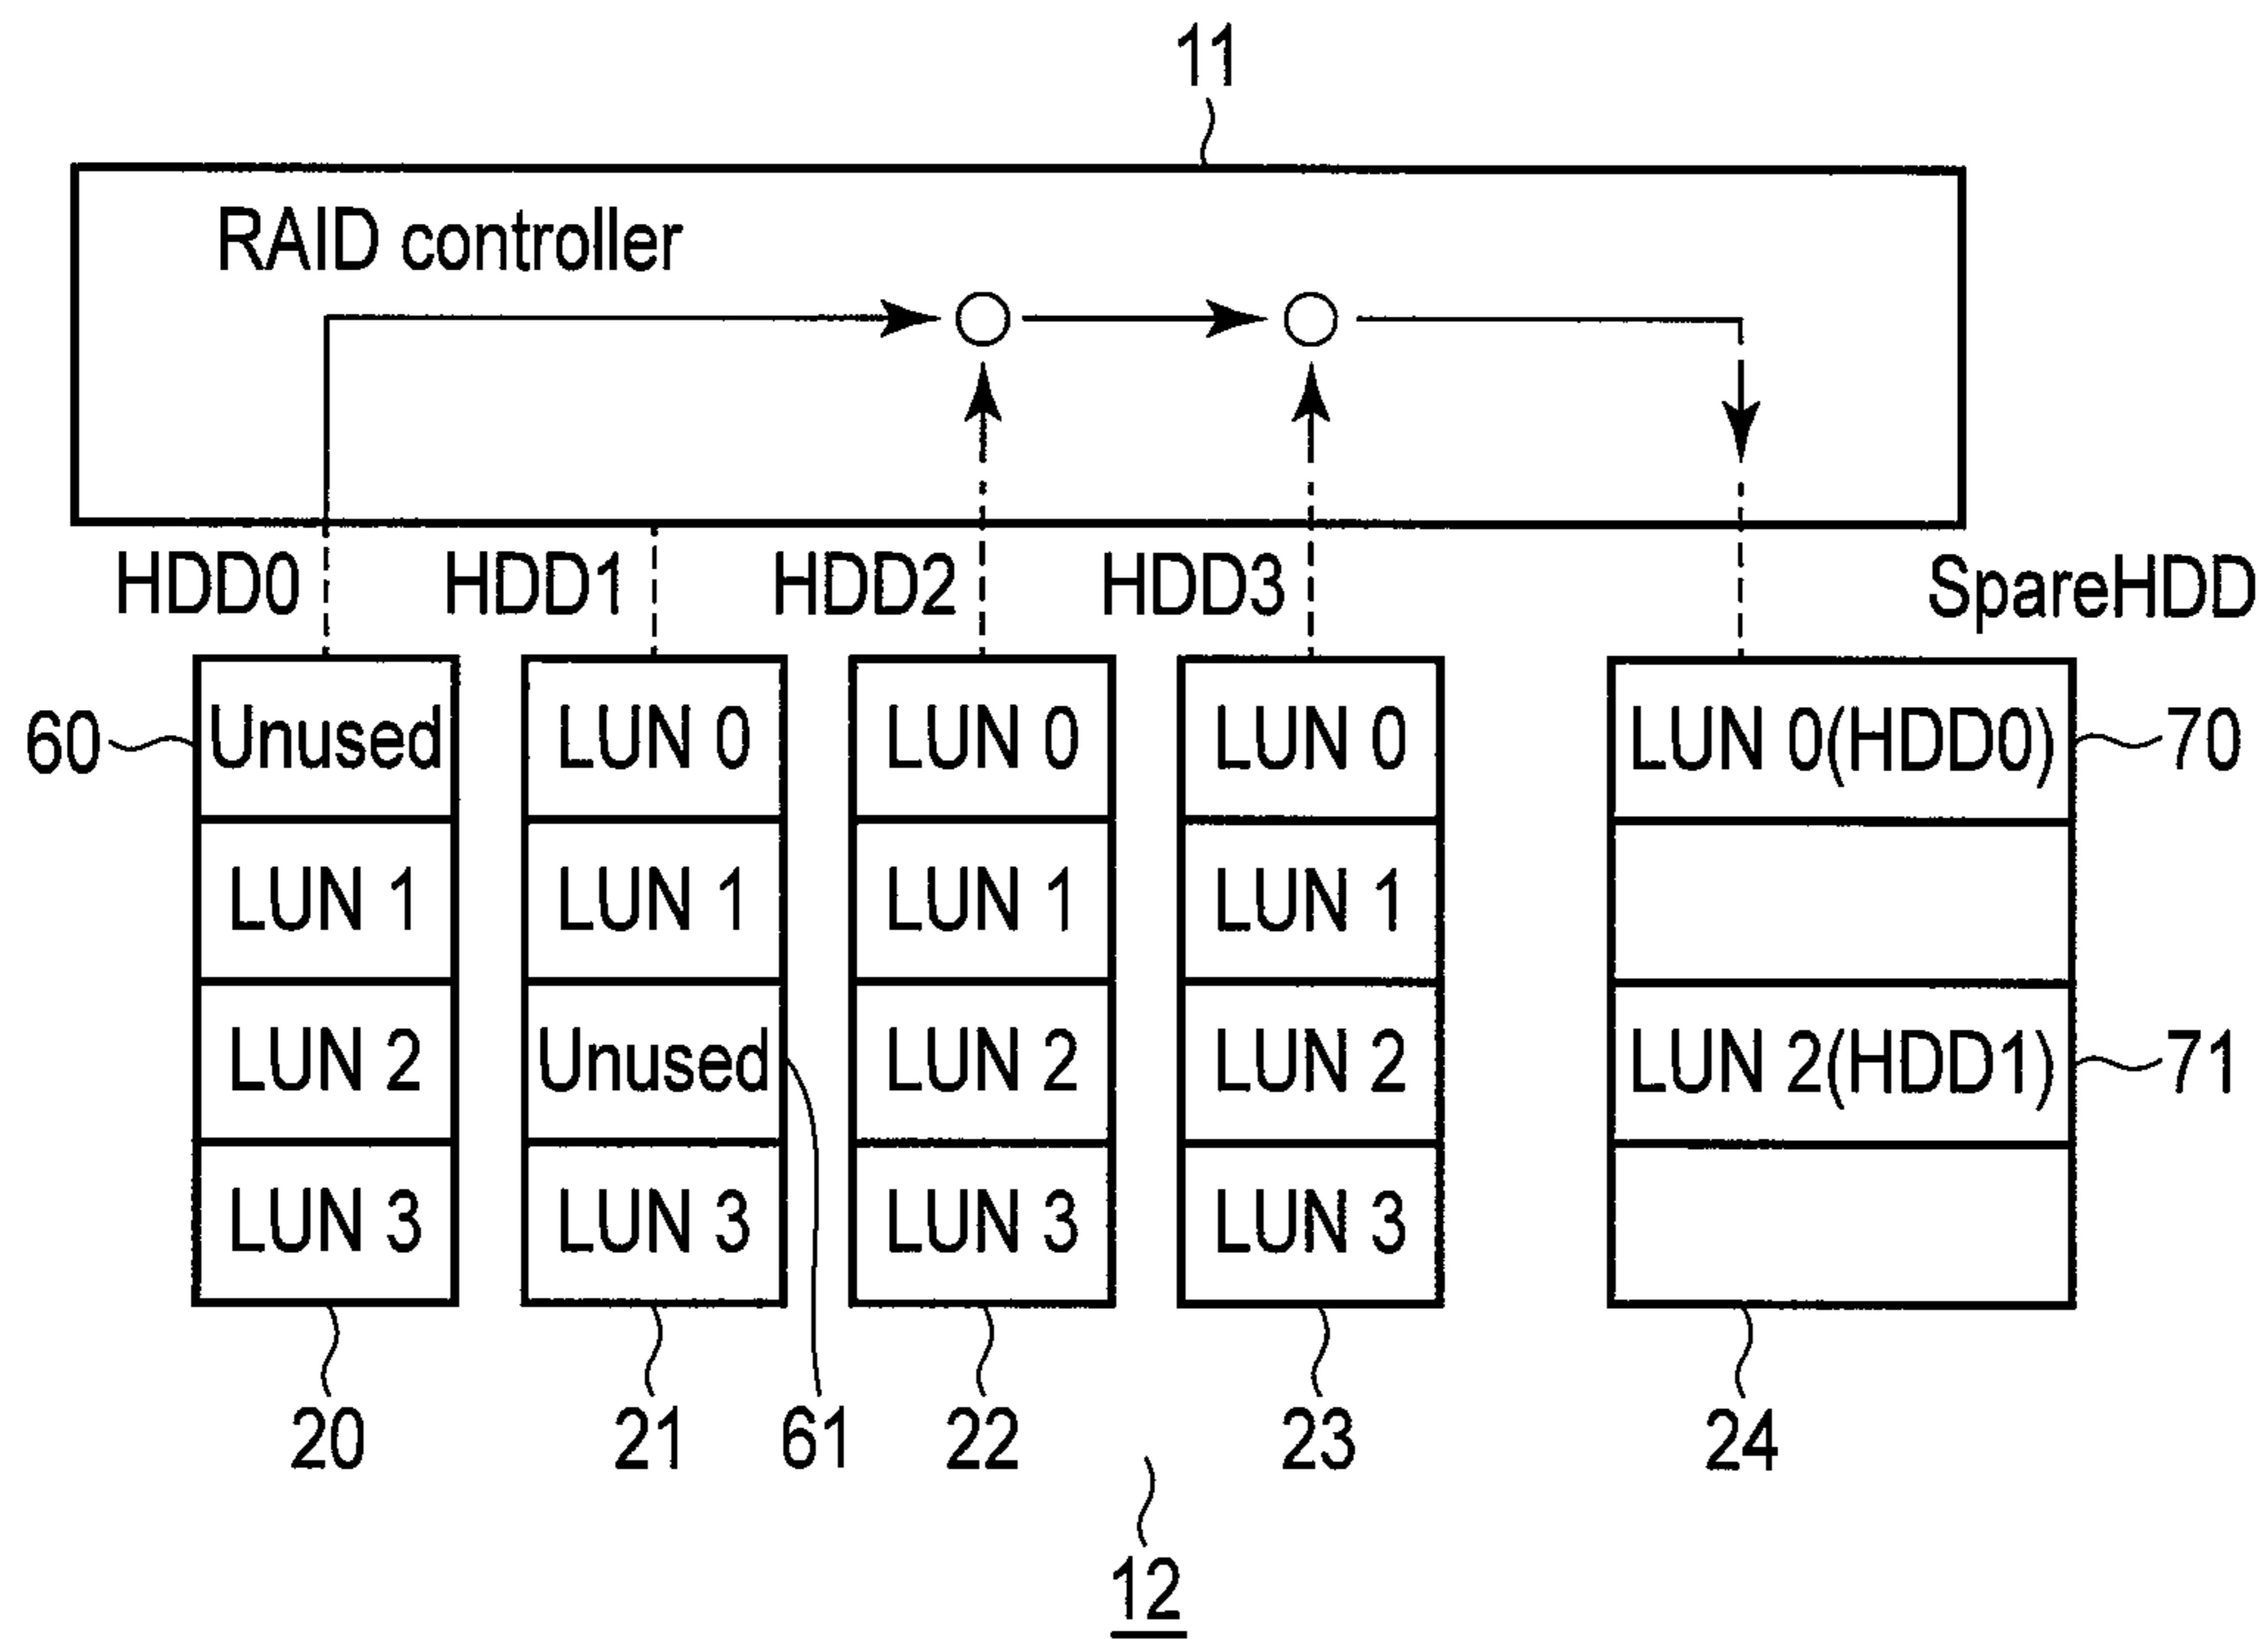 11
RAID controller
HDD0 HDD1 HDD2 HDD3 SpareHDD
60 Unused LUN 0 LUN 0 LUN 0 LUN 0(HDD0) 70
LUN 1 LUN 1 LUN 1 LUN 1
LUN 2 Unused LUN 2 LUN 2 LUN 2(HDD1) 71
LUN 3 LUN 3 LUN 3 LUN 3
20 21 61 22 23 24
12